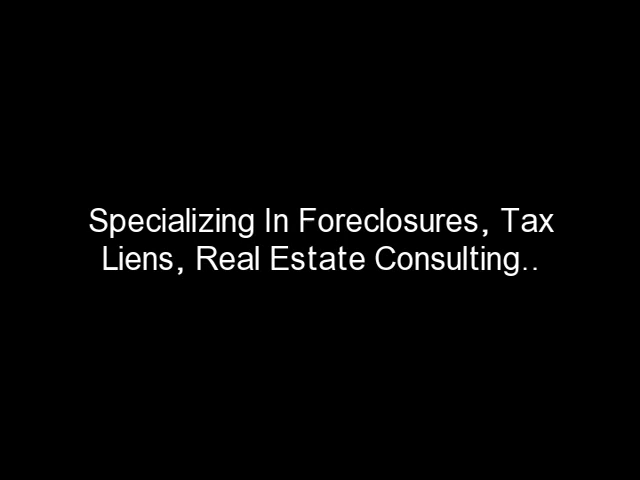 Specializing In Foreclosures, Tax
Liens, Real Estate Consulting..